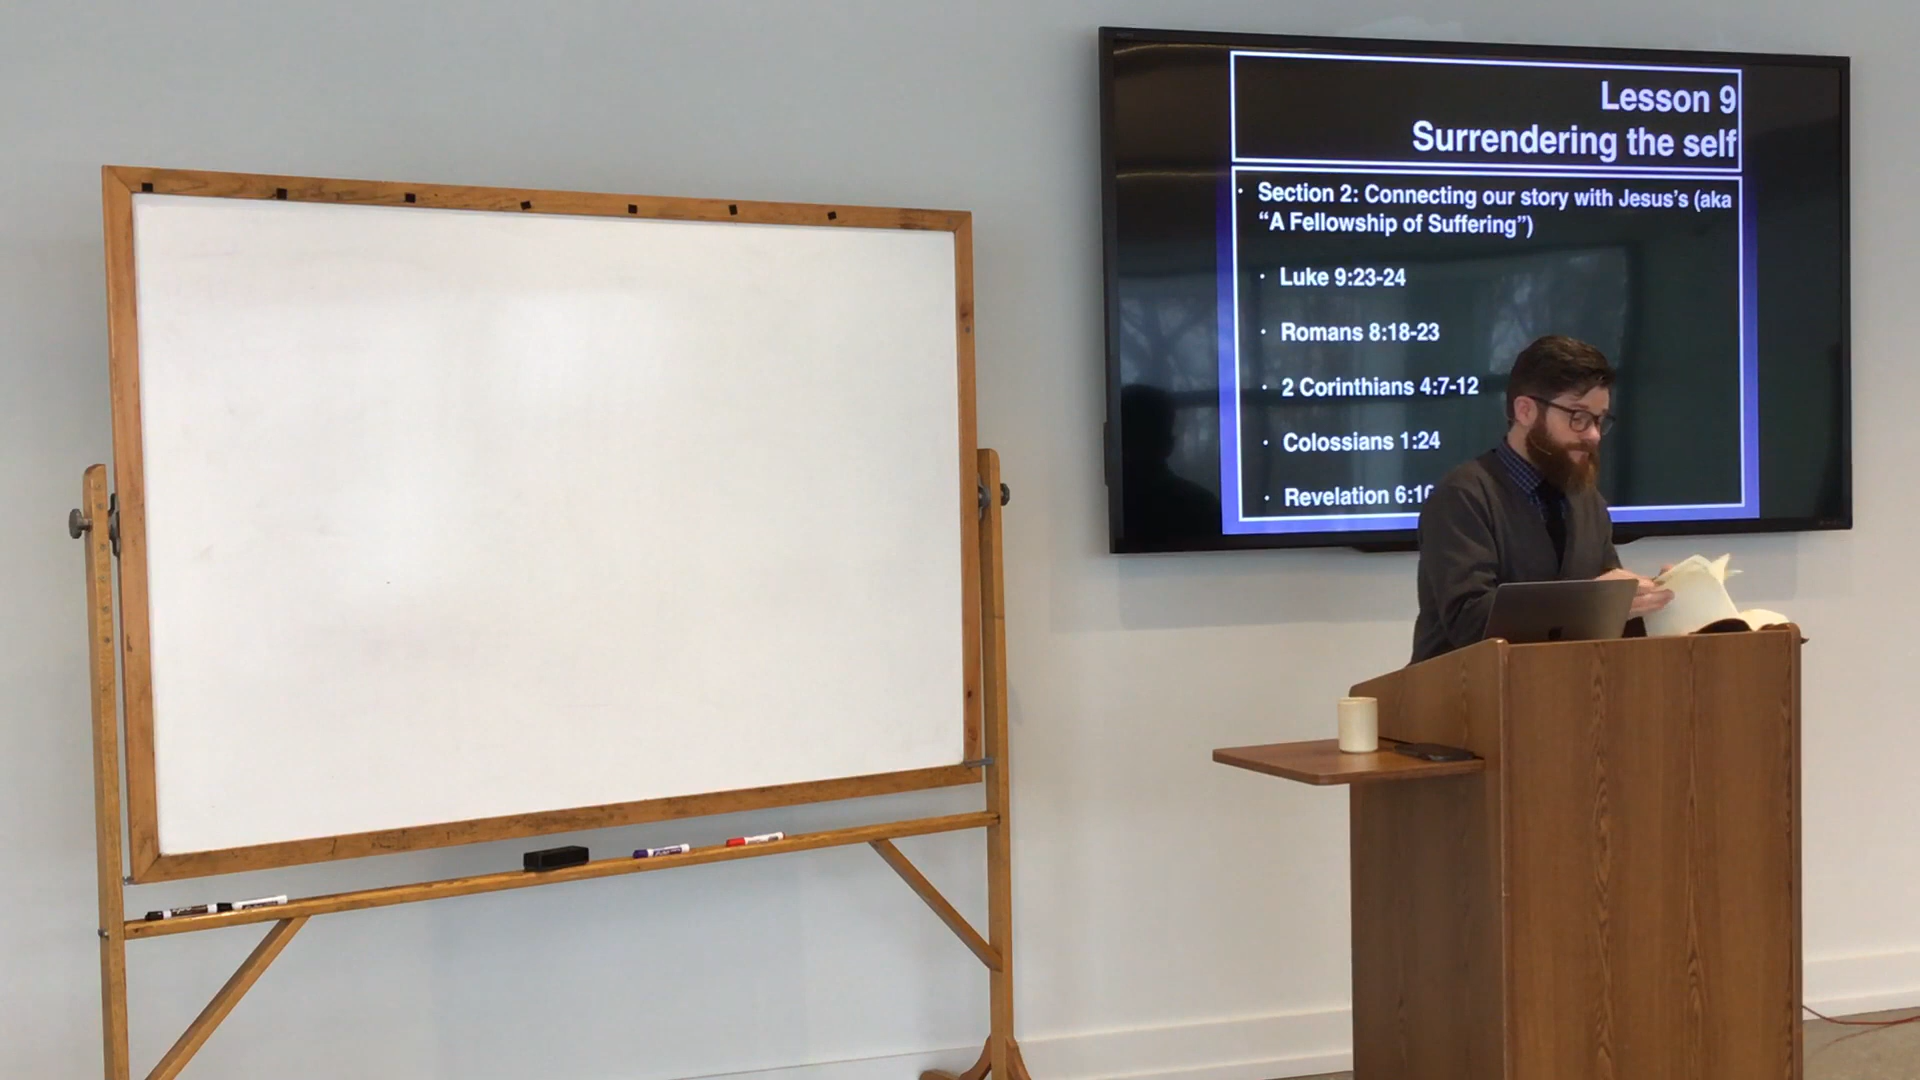 Lesson 9
Surrendering the self
• Section 2: Connecting our story with Jesus's (aka
“A Fellowship of Suffering”)
• Luke 9:23-24
• Romans 8:18-23
• 2 Corinthians 4:7-12
• Colossians 1:24
• Revelation